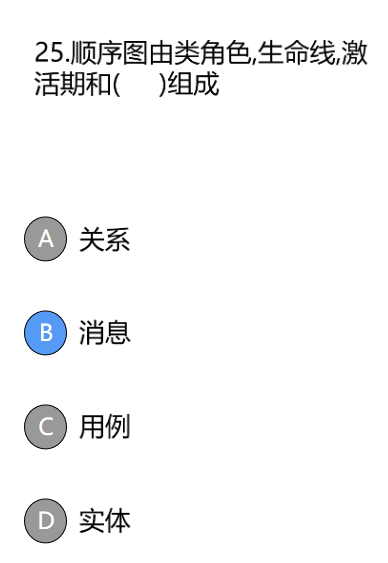 25.顺序图由类角色,生命线,激
活期和(      )组成
A 关系
B 消息
C 用例
D 实体